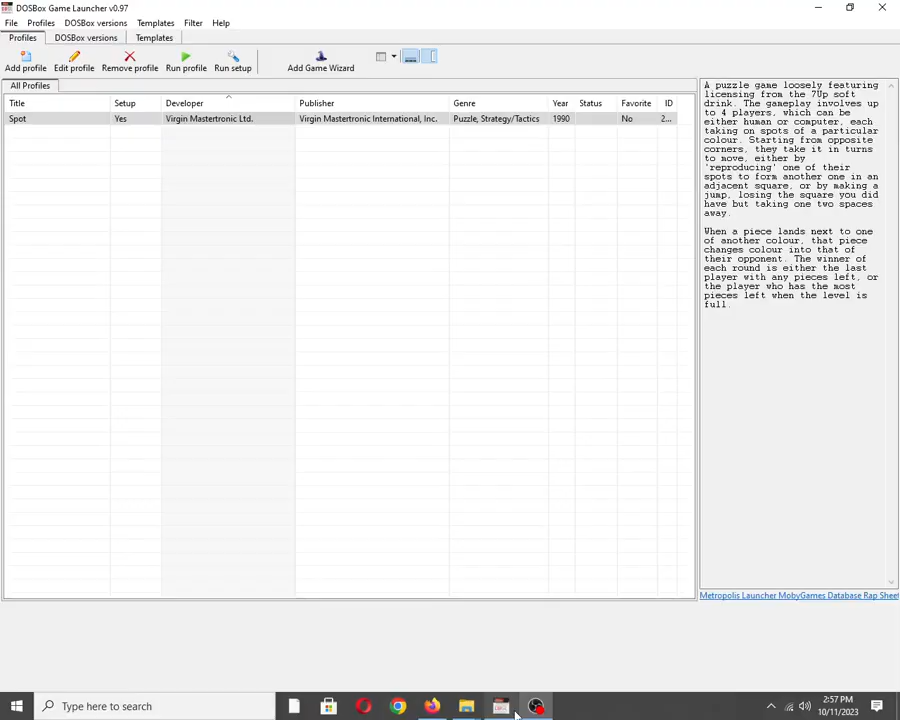 DOSBox Game Launcher v0.97
File Profiles DOSBox versions Templates Filter Help
Profiles DOSBox versions Templates
Add profile Edit profile Remove profile Run profile Run setup Add Game Wizard
All Profiles
Title Setup Developer Publisher Genre Year Status Favorite ID
Spot Yes Virgin Mastertronic Ltd. Virgin Mastertronic International, Inc. Puzzle, Strategy/Tactics 1990 No 2...
A puzzle game loosely featuring
licensing from the 7Up soft
drink. The gameplay involves up
to 4 players, which can be
either human or computer, each
taking on spots of a particular
colour. Starting from opposite
corners, they take it in turns
to move, either by
'reproducing' one of their
spots to form another one in an
adjacent square, or by making a
jump, losing the square you did
have but taking one two spaces
away.
When a piece lands next to one
of another colour, that piece
changes colour into that of
their opponent. The winner of
each round is either the last
player with any pieces left, or
the player who has the most
pieces left when the level is
full.
Metropolis Launcher MobyGames Database Rap Sheet
Type here to search
2:57 PM
10/11/2023